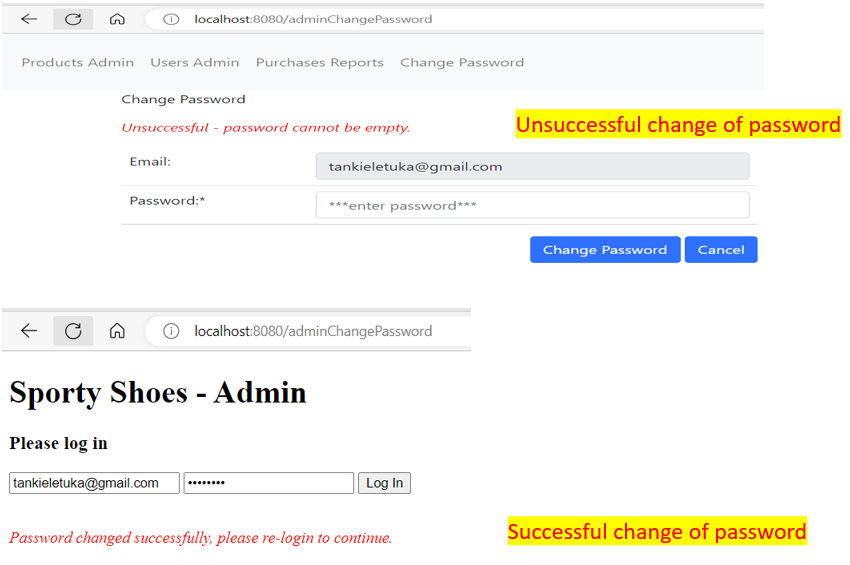 localhost:8080/adminChangePassword
Products Admin Users Admin Purchases Reports Change Password
Change Password
Unsuccessful - password cannot be empty.
Unsuccessful change of password
Email: tankieletuka@gmail.com
Password:* ***enter password***
Change Password Cancel
localhost:8080/adminChangePassword
Sporty Shoes - Admin
Please log in
tankieletuka@gmail.com •••••••• Log In
Password changed successfully, please re-login to continue.
Successful change of password